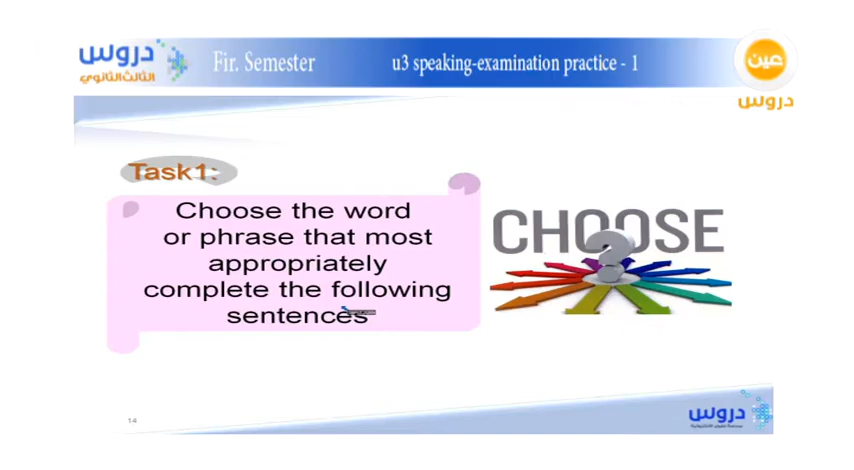 دروس
الثالث الثانوي
Fir. Semester
u3 speaking-examination practice - 1
عين
دروس
Task1:
Choose the word
or phrase that most
appropriately
complete the following
sentences
CHOOSE
?
14
دروس